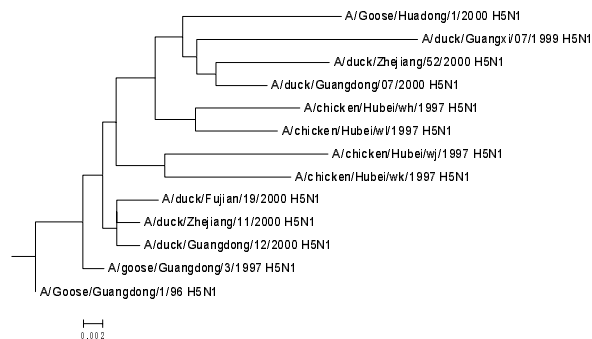 A/Goose/Huadong/1/2000 H5N1
A/duck/Guangxi/07/1999 H5N1
A/duck/Zhejiang/52/2000 H5N1
A/duck/Guangdong/07/2000 H5N1
A/chicken/Hubei/wh/1997 H5N1
A/chicken/Hubei/wl/1997 H5N1
A/chicken/Hubei/wj/1997 H5N1
A/chicken/Hubei/wk/1997 H5N1
A/duck/Fujian/19/2000 H5N1
A/duck/Zhejiang/11/2000 H5N1
A/duck/Guangdong/12/2000 H5N1
A/goose/Guangdong/3/1997 H5N1
A/Goose/Guangdong/1/96 H5N1
0.002